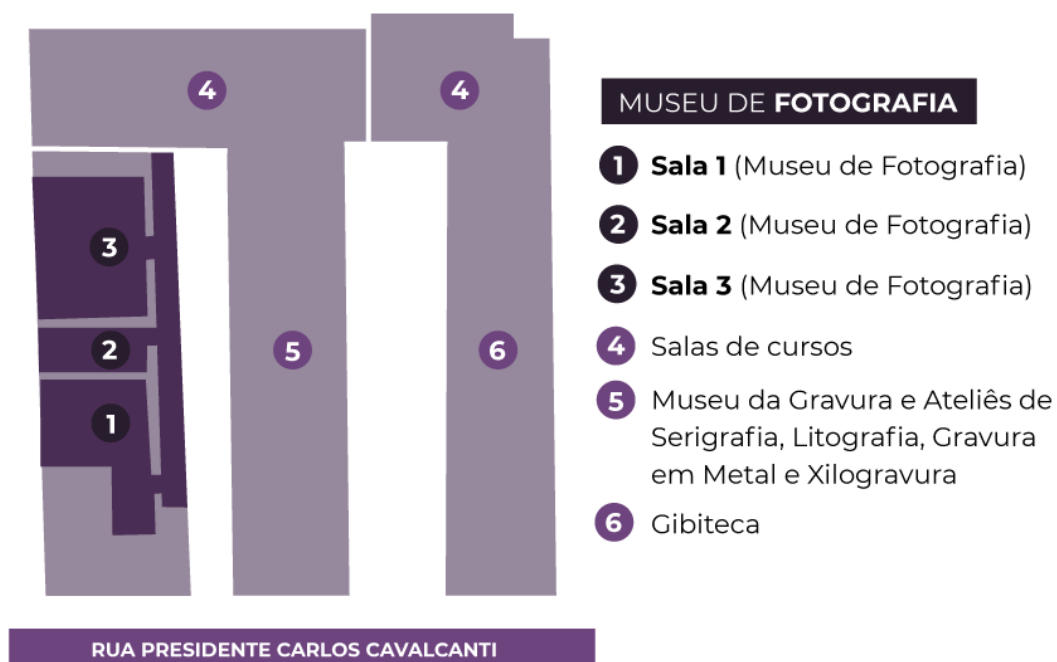 4
4
3
2
1
5
6
RUA PRESIDENTE CARLOS CAVALCANTI
MUSEU DE FOTOGRAFIA
1 Sala 1 (Museu de Fotografia)
2 Sala 2 (Museu de Fotografia)
3 Sala 3 (Museu de Fotografia)
4 Salas de cursos
5 Museu da Gravura e Ateliês de
Serigrafia, Litografia, Gravura
em Metal e Xilogravura
6 Gibiteca